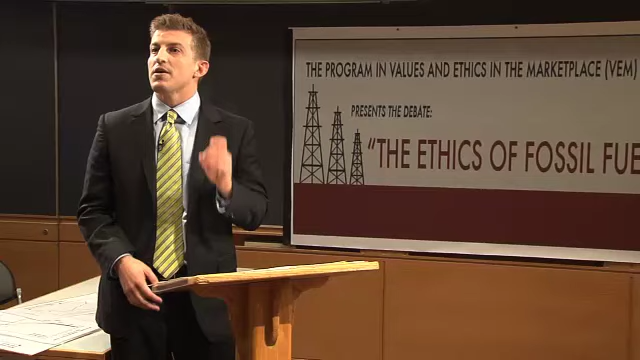 THE PROGRAM IN VALUES AND ETHICS IN THE MARKETPLACE (VEM)
PRESENTS THE DEBATE:
"THE ETHICS OF FOSSIL FUE